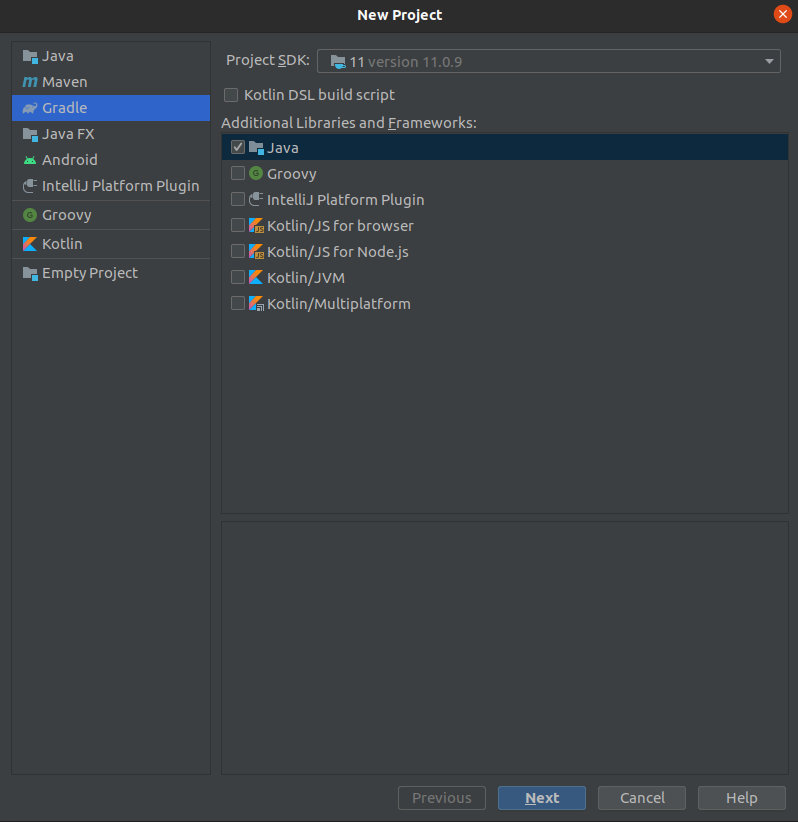 New Project
Java
Maven
Gradle
Java FX
Android
IntelliJ Platform Plugin
Groovy
Kotlin
Empty Project
Project SDK: 11 version 11.0.9
Kotlin DSL build script
Additional Libraries and Frameworks:
Java
Groovy
IntelliJ Platform Plugin
Kotlin/JS for browser
Kotlin/JS for Node.js
Kotlin/JVM
Kotlin/Multiplatform
Previous Next Cancel Help